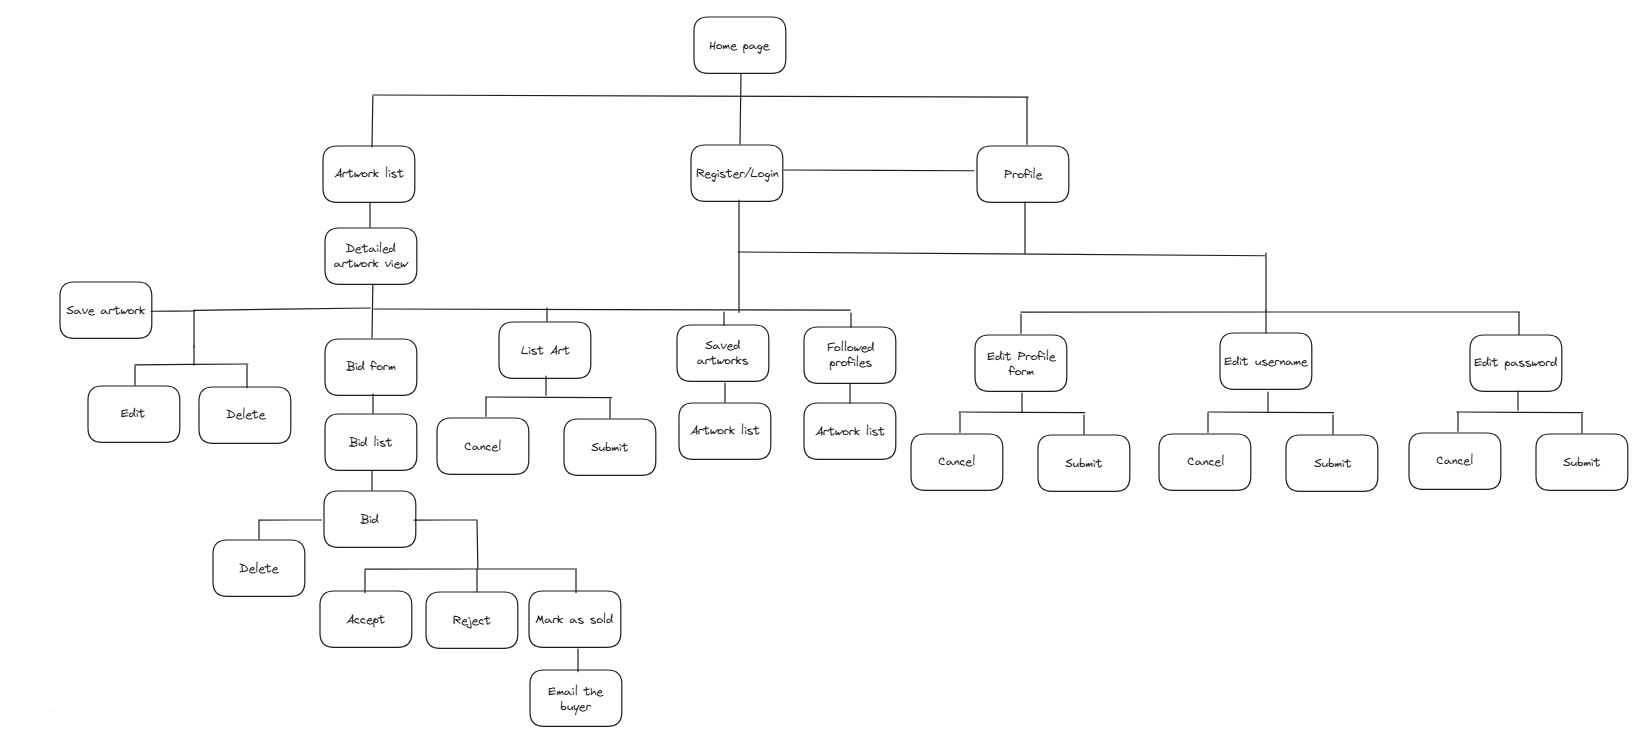 Home page
Artwork list
Register/Login
Profile
Detailed
artwork view
Save artwork
Bid form
List Art
Saved
artworks
Followed
profiles
Edit Profile
form
Edit username
Edit password
Edit
Delete
Bid list
Cancel
Submit
Artwork list
Artwork list
Cancel
Submit
Cancel
Submit
Cancel
Submit
Bid
Delete
Accept
Reject
Mark as sold
Email the
buyer